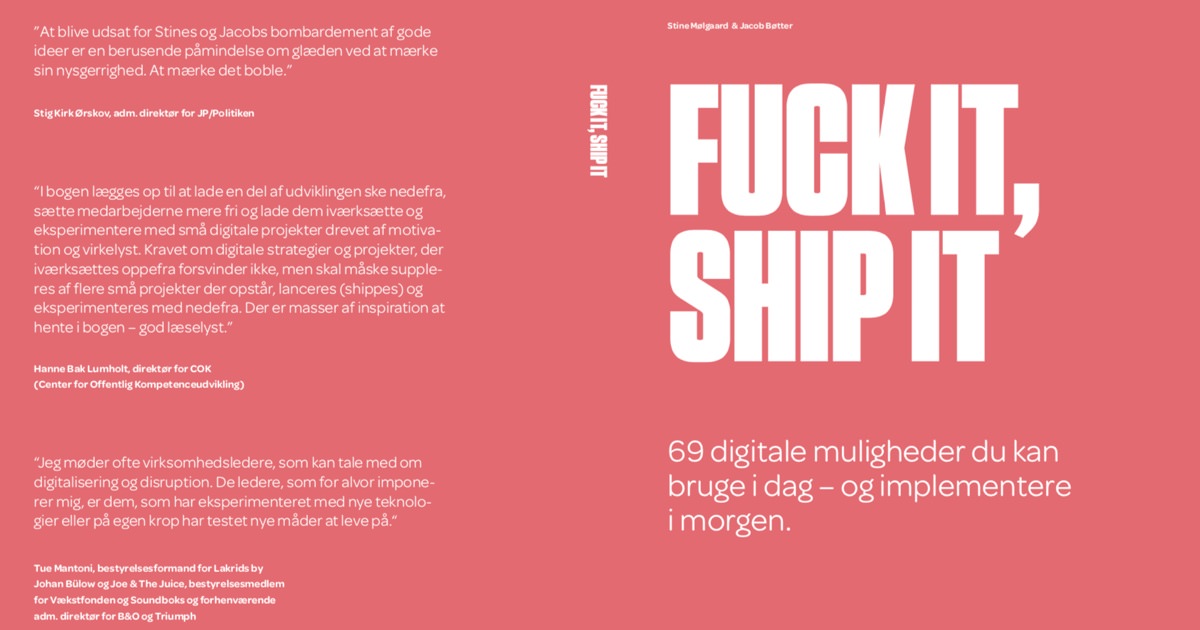 ”At blive udsat for Stines og Jacobs bombardement af gode
ideer er en berusende påmindelse om glæden ved at mærke
sin nysgerrighed. At mærke det boble.”
Stig Kirk Ørskov, adm. direktør for JP/Politiken
“I bogen lægges op til at lade en del af udviklingen ske nedefra,
sætte medarbejderne mere fri og lade dem iværksætte og
eksperimentere med små digitale projekter drevet af motiva-
tion og virkelyst. Kravet om digitale strategier og projekter, der
iværksættes oppefra forsvinder ikke, men skal måske supple-
res af flere små projekter der opstår, lanceres (shippes) og
eksperimenteres med nedefra. Der er masser af inspiration at
hente i bogen – god læselyst.”
Hanne Bak Lumholt, direktør for COK
(Center for Offentlig Kompetenceudvikling)
“Jeg møder ofte virksomhedsledere, som kan tale med om
digitalisering og disruption. De ledere, som for alvor impone-
rer mig, er dem, som har eksperimenteret med nye teknolo-
gier eller på egen krop har testet nye måder at leve på.“
Tue Mantoni, bestyrelsesformand for Lakrids by
Johan Bülow og Joe & The Juice, bestyrelsesmedlem
for Vækstfonden og Soundboks og forhenværende
adm. direktør for B&O og Triumph
FUCK IT, SHIP IT
Stine Mølgaard & Jacob Bøtter
FUCK IT,
SHIP IT
69 digitale muligheder du kan
bruge i dag – og implementere
i morgen.